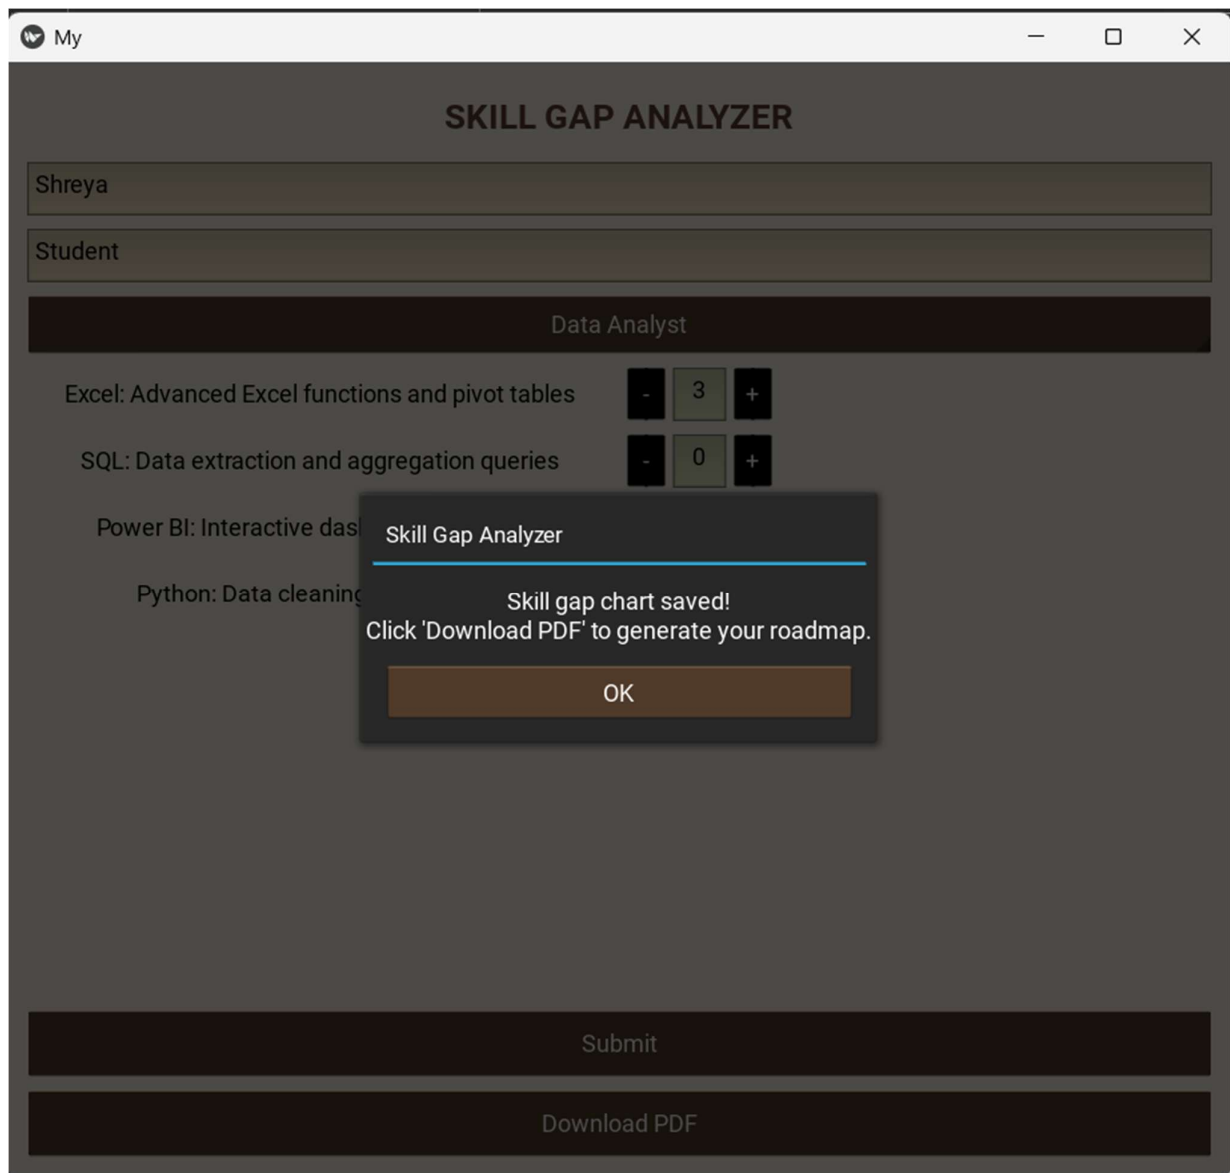 My
SKILL GAP ANALYZER
Shreya
Student
Data Analyst
Excel: Advanced Excel functions and pivot tables - 3 +
SQL: Data extraction and aggregation queries - 0 +
Power BI: Interactive
Python: Data cleaning
Skill Gap Analyzer
Skill gap chart saved!
Click 'Download PDF' to generate your roadmap.
OK
Submit
Download PDF